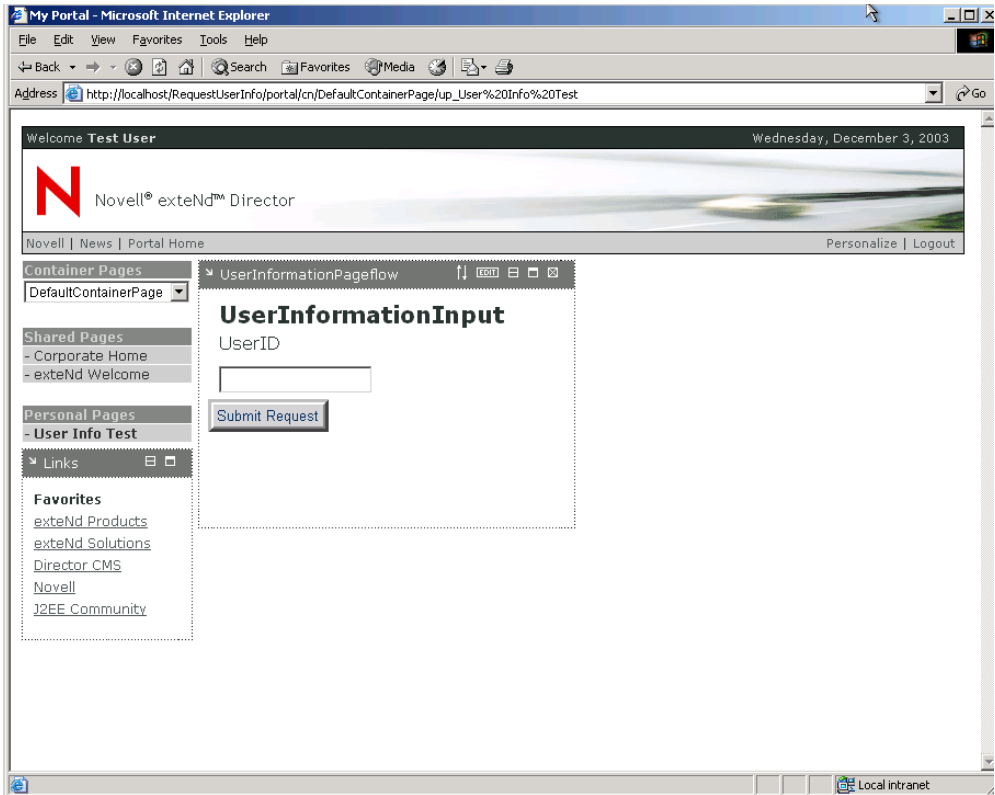 My Portal - Microsoft Internet Explorer
File Edit View Favorites Tools Help
Back Search Favorites Media
Address http://localhost/RequestUserInfo/portal/cn/DefaultContainerPage/up_User%20Info%20Test Go
Welcome Test User Wednesday, December 3, 2003
N Novell® exteNd™ Director
Novell | News | Portal Home Personalize | Logout
Container Pages
DefaultContainerPage
Shared Pages
- Corporate Home
- exteNd Welcome
Personal Pages
- User Info Test
Links
Favorites
exteNd Products
exteNd Solutions
Director CMS
Novell
J2EE Community
UserInformationPageflow EDIT
UserInformationInput
UserID
Submit Request
Local intranet